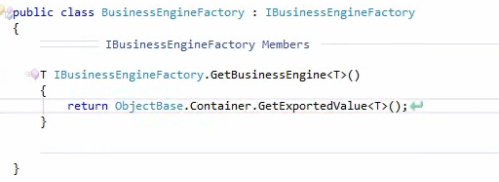 public class BusinessEngineFactory : IBusinessEngineFactory
{
IBusinessEngineFactory Members
T IBusinessEngineFactory.GetBusinessEngine<T>()
{
return ObjectBase.Container.GetExportedValue<T>();
}
}